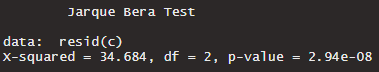 Jarque Bera Test
data:  resid(c)
X-squared = 34.684, df = 2, p-value = 2.94e-08